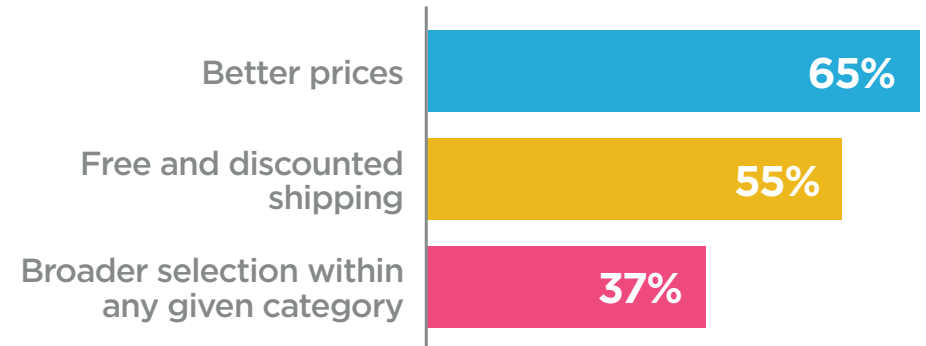 Better prices
65%
Free and discounted
shipping
55%
Broader selection within
any given category
37%